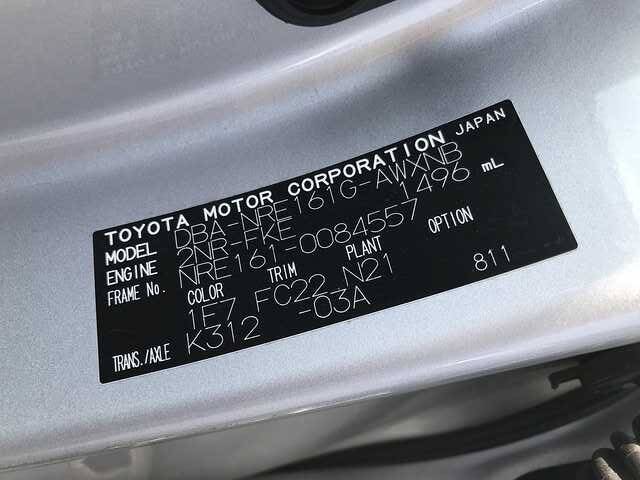 TOYOTA MOTOR CORPORATION JAPAN
MODEL DBA-NRE161G-AWXNB
ENGINE 2NR-FKE 1496 mL
FRAME No. NRE161-0084557
COLOR TRIM PLANT OPTION
1F7 FC22 N21 811
TRANS./AXLE K312 -03A